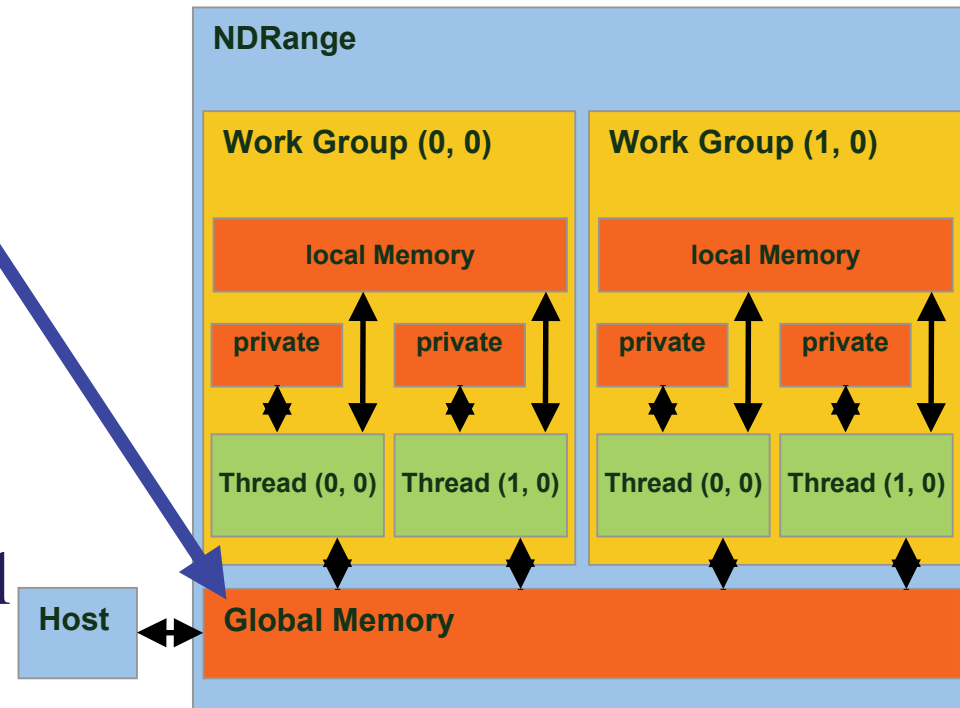 NDRange
Work Group (0, 0)
Work Group (1, 0)
local Memory
local Memory
private
private
private
private
Thread (0, 0)
Thread (1, 0)
Thread (0, 0)
Thread (1, 0)
Host
Global Memory